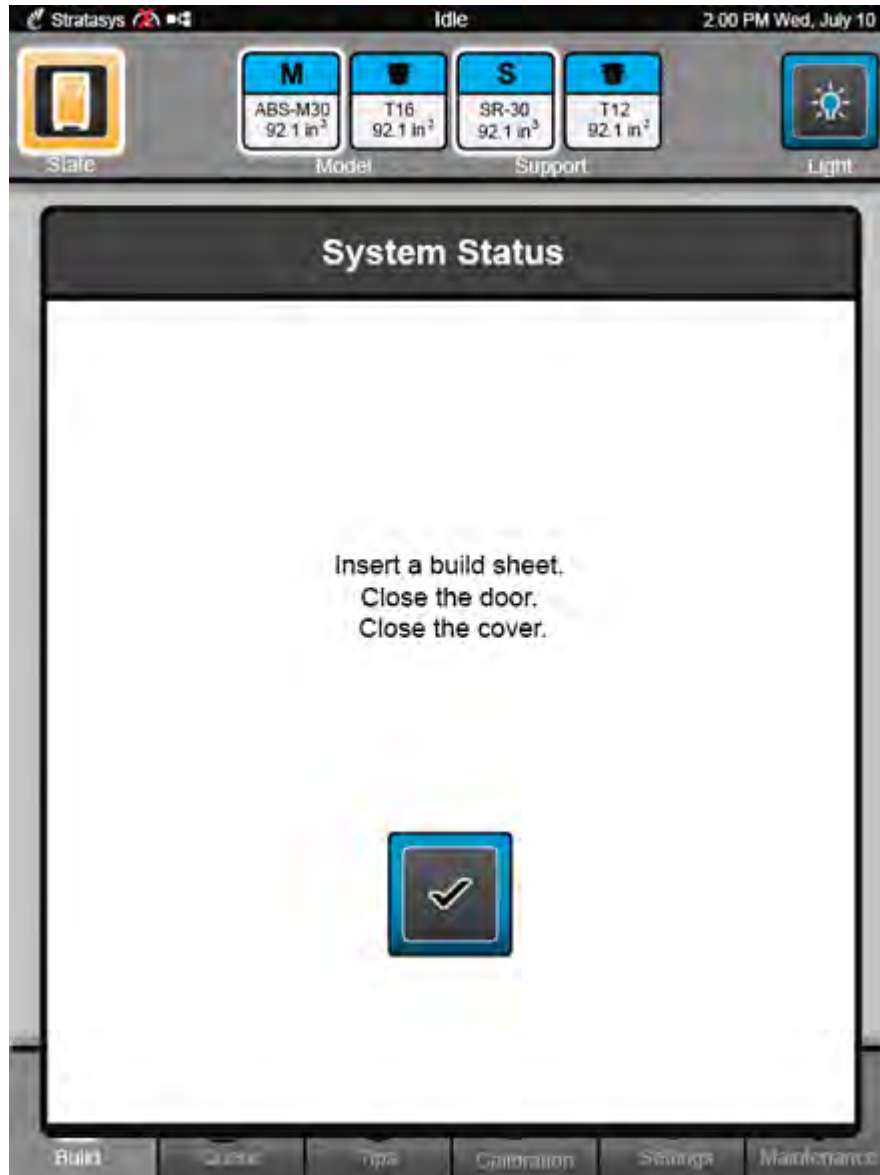 Stratasys Idle 2:00 PM Wed, July 10
M S
ABS-M30 T16 SR-30 T12
92.1 in³ 92.1 in³ 92.1 in³ 92.1 in³
State Model Support Light
System Status
Insert a build sheet.
Close the door.
Close the cover.
Build Queue Tips Calibration Settings Maintenance